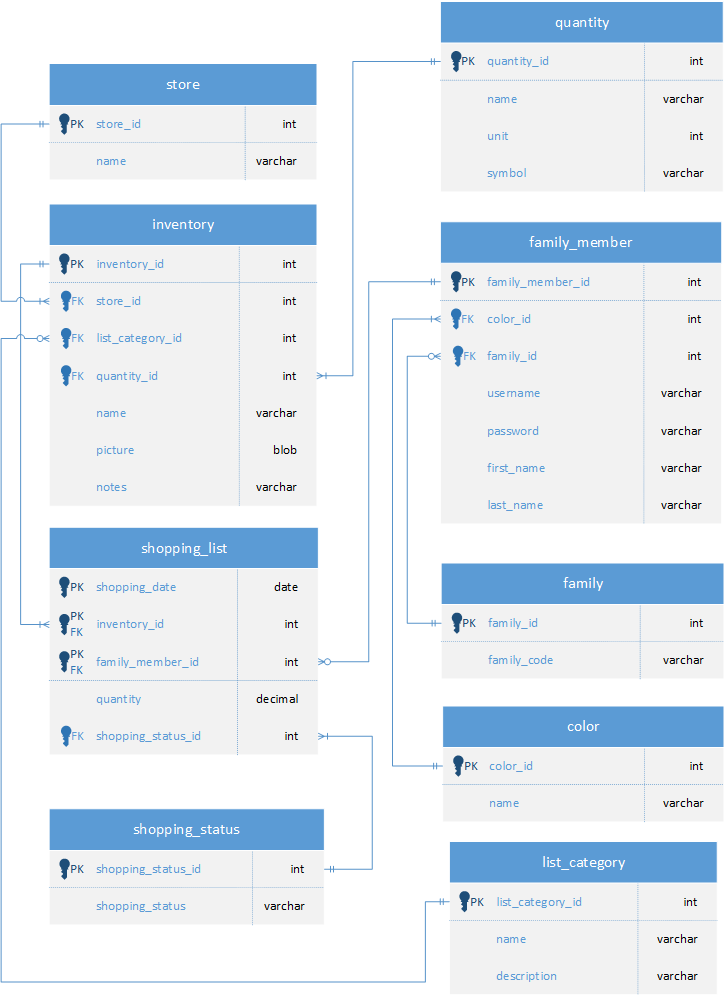 store
PK store_id int
name varchar
inventory
PK inventory_id int
FK store_id int
FK list_category_id int
FK quantity_id int
name varchar
picture blob
notes varchar
shopping_list
PK shopping_date date
PK
FK inventory_id int
PK
FK family_member_id int
quantity decimal
FK shopping_status_id int
shopping_status
PK shopping_status_id int
shopping_status varchar
quantity
PK quantity_id int
name varchar
unit int
symbol varchar
family_member
PK family_member_id int
FK color_id int
FK family_id int
username varchar
password varchar
first_name varchar
last_name varchar
family
PK family_id int
family_code varchar
color
PK color_id int
name varchar
list_category
PK list_category_id int
name varchar
description varchar